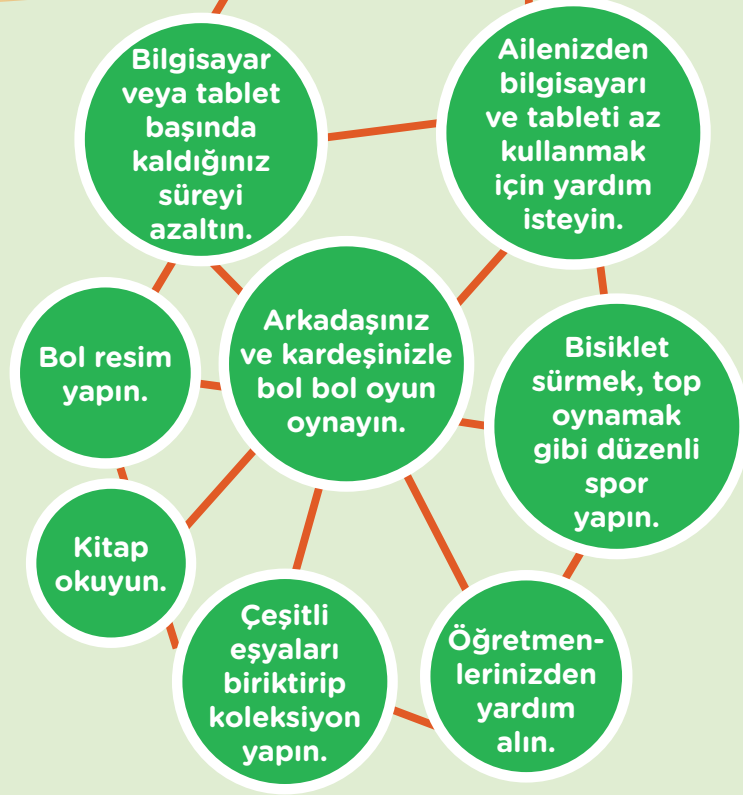 Bilgisayar
veya tablet
başında
kaldığınız
süreyi
azaltın.
Ailenizden
bilgisayarı
ve tableti az
kullanmak
için yardım
isteyin.
Bol resim
yapın.
Arkadaşınız
ve kardeşinizle
bol bol oyun
oynayın.
Bisiklet
sürmek, top
oynamak
gibi düzenli
spor
yapın.
Kitap
okuyun.
Çeşitli
eşyaları
biriktirip
koleksiyon
yapın.
Öğretmen-
lerinizden
yardım
alın.